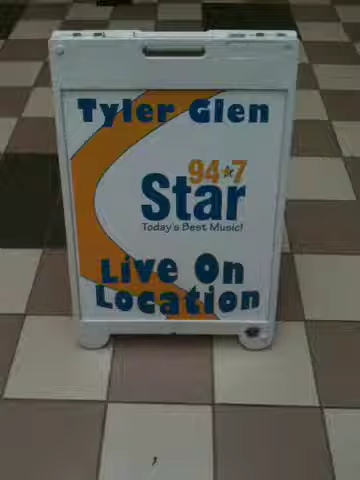 Tyler Glen
94★7
Star
Today's Best Music!
Live On
Location